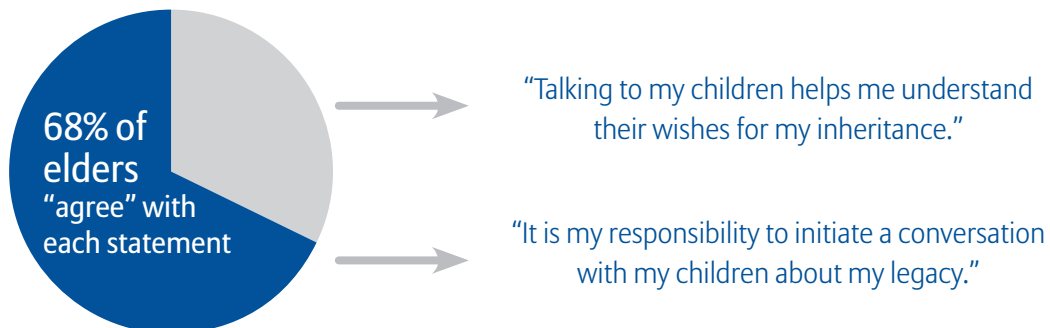 68% of
elders
“agree” with
each statement
“Talking to my children helps me understand
their wishes for my inheritance.”
“It is my responsibility to initiate a conversation
with my children about my legacy.”